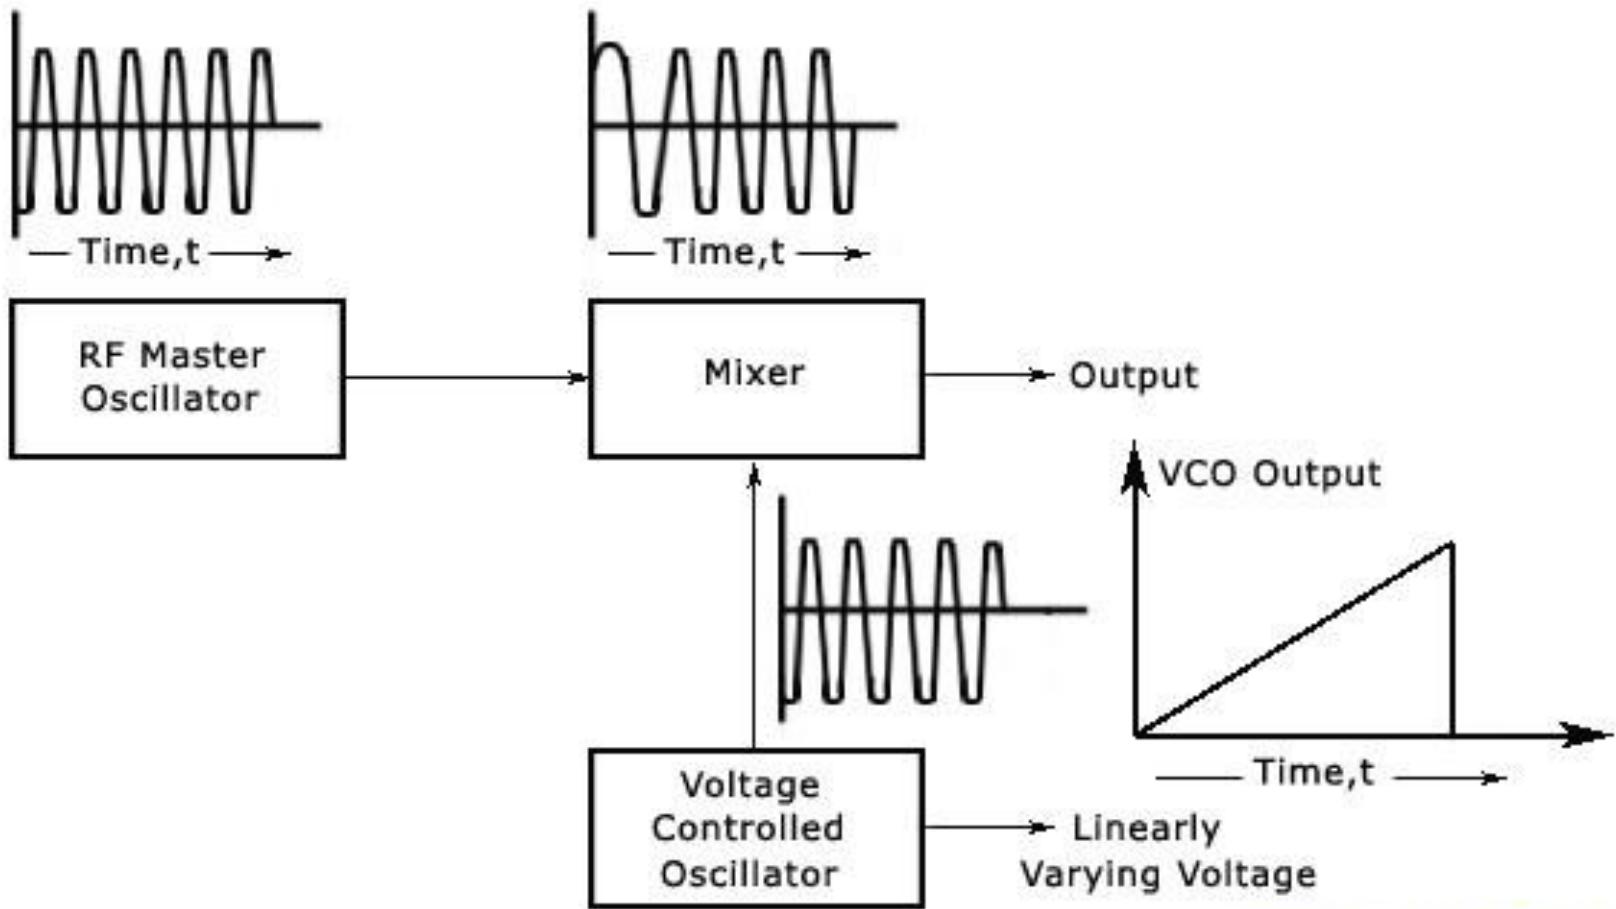 Time,t
Time,t
RF Master
Oscillator
Mixer
Output
VCO Output
Time,t
Voltage
Controlled
Oscillator
Linearly
Varying Voltage